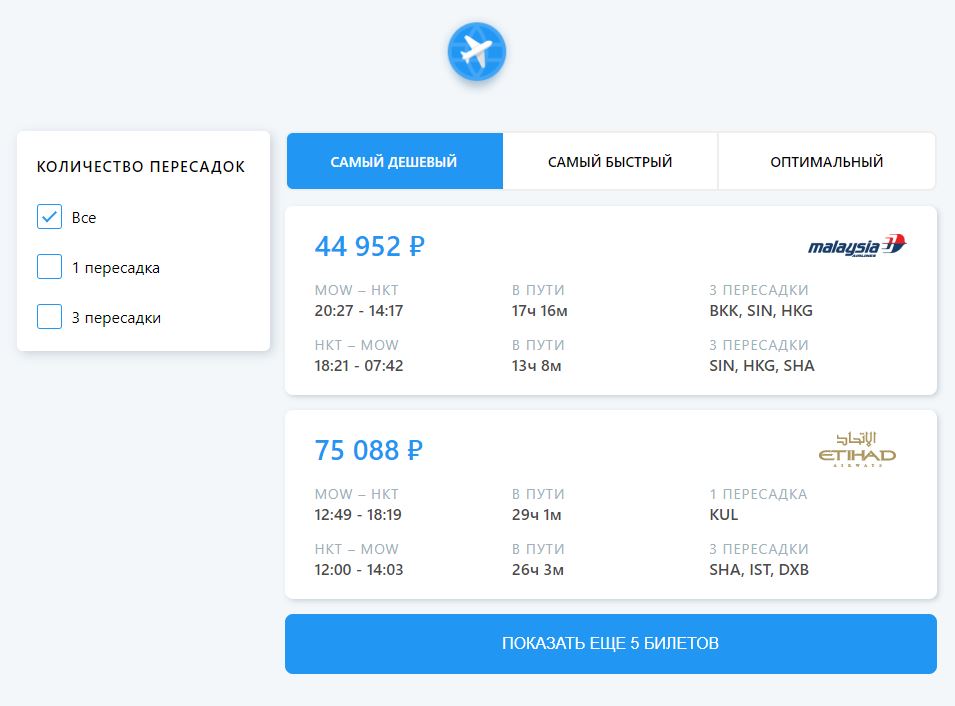 КОЛИЧЕСТВО ПЕРЕСАДОК
Все
1 пересадка
3 пересадки
САМЫЙ ДЕШЕВЫЙ
САМЫЙ БЫСТРЫЙ
ОПТИМАЛЬНЫЙ
44 952 ₽
malaysia
AIRLINES
MOW – HKT
В ПУТИ
3 ПЕРЕСАДКИ
20:27 - 14:17
17ч 16м
BKK, SIN, HKG
HKT – MOW
В ПУТИ
3 ПЕРЕСАДКИ
18:21 - 07:42
13ч 8м
SIN, HKG, SHA
75 088 ₽
الإتحاد
ETIHAD
AIRWAYS
MOW – HKT
В ПУТИ
1 ПЕРЕСАДКА
12:49 - 18:19
29ч 1м
KUL
HKT – MOW
В ПУТИ
3 ПЕРЕСАДКИ
12:00 - 14:03
26ч 3м
SHA, IST, DXB
ПОКАЗАТЬ ЕЩЕ 5 БИЛЕТОВ